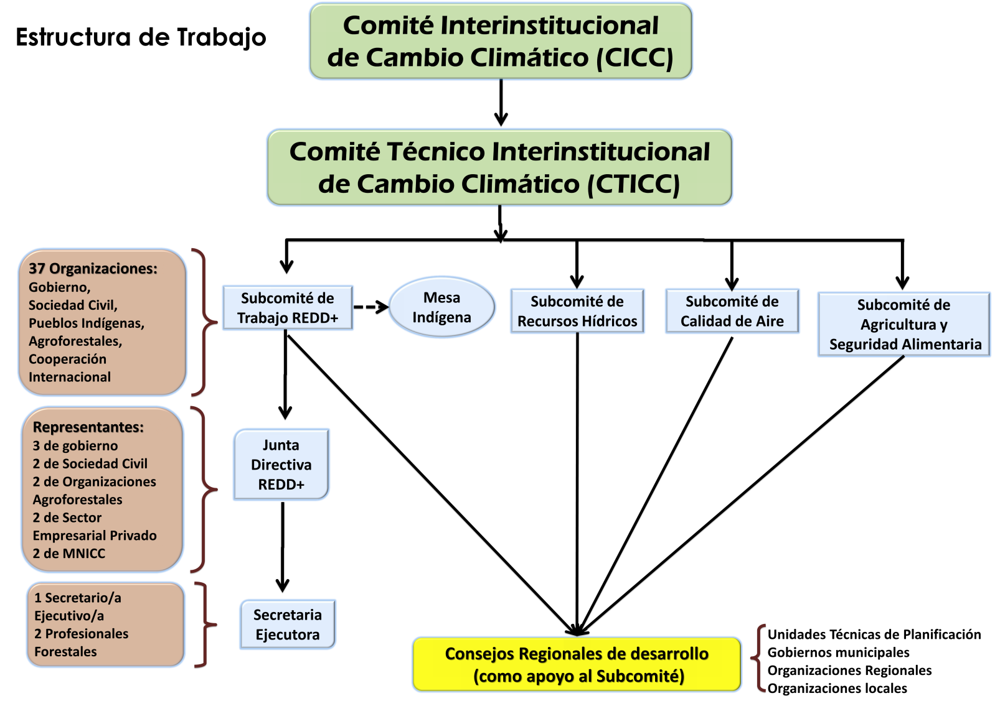 Estructura de Trabajo
Comité Interinstitucional
de Cambio Climático (CICC)
Comité Técnico Interinstitucional
de Cambio Climático (CTICC)
37 Organizaciones:
Gobierno,
Sociedad Civil,
Pueblos Indígenas,
Agroforestales,
Cooperación
Internacional
Subcomité de
Trabajo REDD+
Mesa
Indígena
Subcomité de
Recursos Hídricos
Subcomité de
Calidad de Aire
Subcomité de
Agricultura y
Seguridad Alimentaria
Representantes:
3 de gobierno
2 de Sociedad Civil
2 de Organizaciones
Agroforestales
2 de Sector
Empresarial Privado
2 de MNICC
Junta
Directiva
REDD+
1 Secretario/a
Ejecutivo/a
2 Profesionales
Forestales
Secretaria
Ejecutora
Consejos Regionales de desarrollo
(como apoyo al Subcomité)
Unidades Técnicas de Planificación
Gobiernos municipales
Organizaciones Regionales
Organizaciones locales